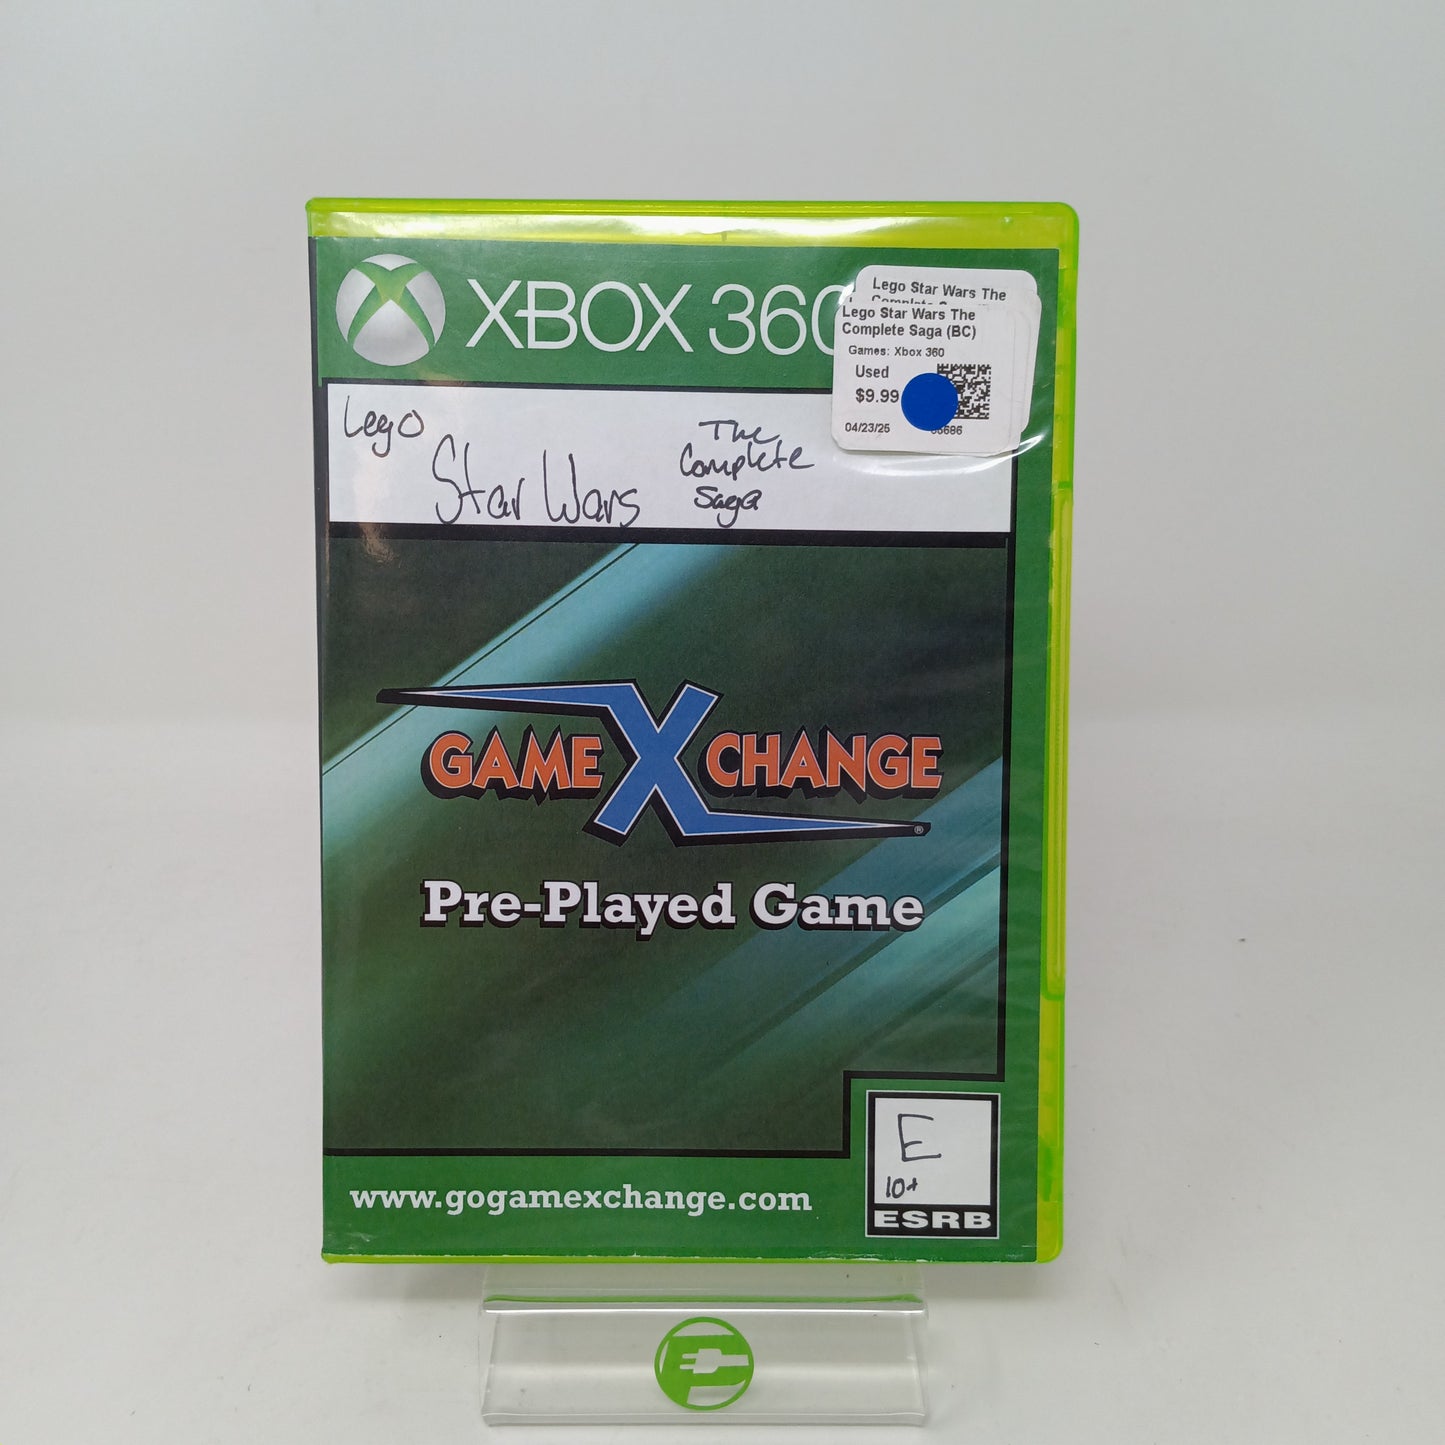 XBOX 360
Lego Star Wars The
Lego Star Wars The
Complete Saga (BC)
Games: Xbox 360
Used
$9.99
04/23/25
Lego
Star Wars
The
Complete
Saga
GAME X CHANGE
®
Pre-Played Game
www.gogamexchange.com
E
10+
ESRB